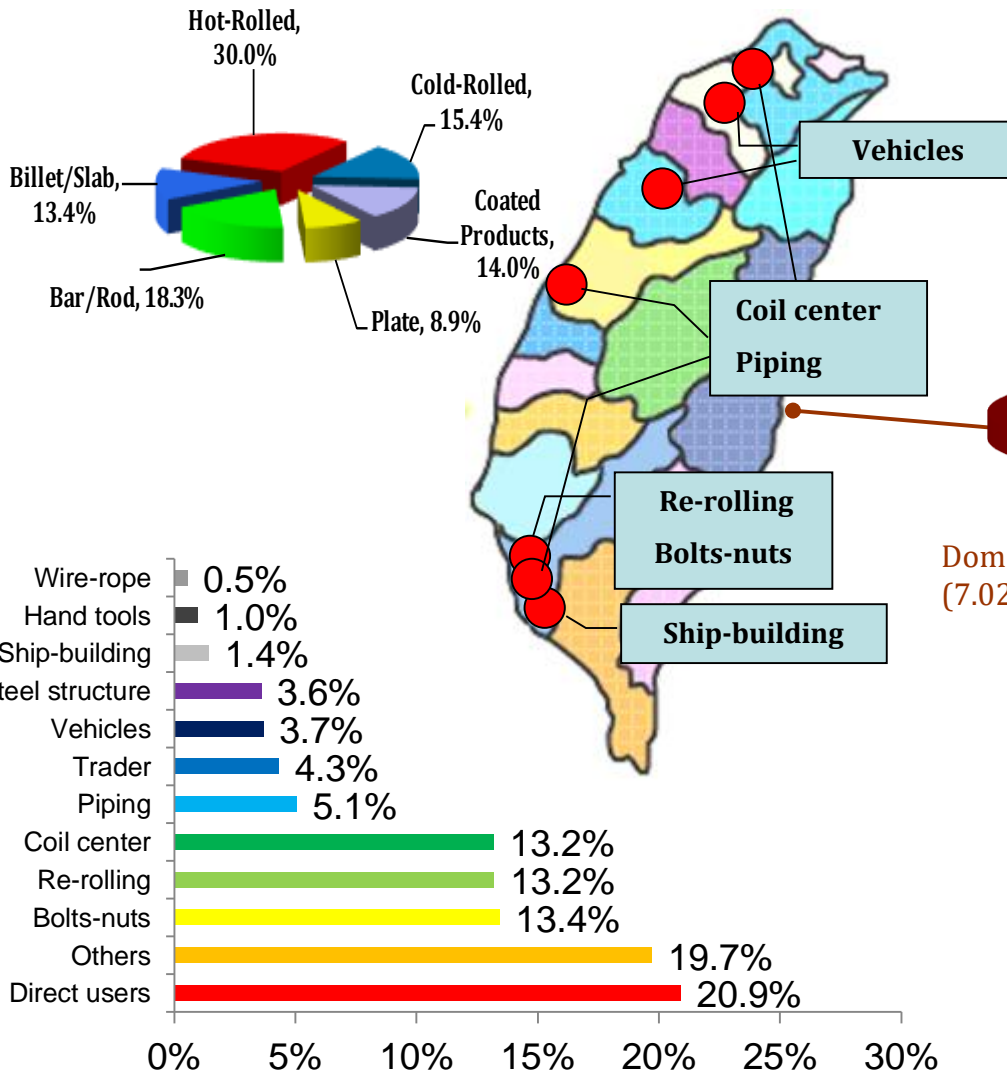 Hot-Rolled,
30.0%
Cold-Rolled,
15.4%
Billet/Slab,
13.4%
Coated
Products,
14.0%
Bar/Rod, 18.3%
Plate, 8.9%
Vehicles
Coil center
Piping
Re-rolling
Bolts-nuts
Ship-building
Dom
(7.02
Wire-rope 0.5%
Hand tools 1.0%
Ship-building 1.4%
teel structure 3.6%
Vehicles 3.7%
Trader 4.3%
Piping 5.1%
Coil center 13.2%
Re-rolling 13.2%
Bolts-nuts 13.4%
Others 19.7%
Direct users 20.9%
0% 5% 10% 15% 20% 25% 30%